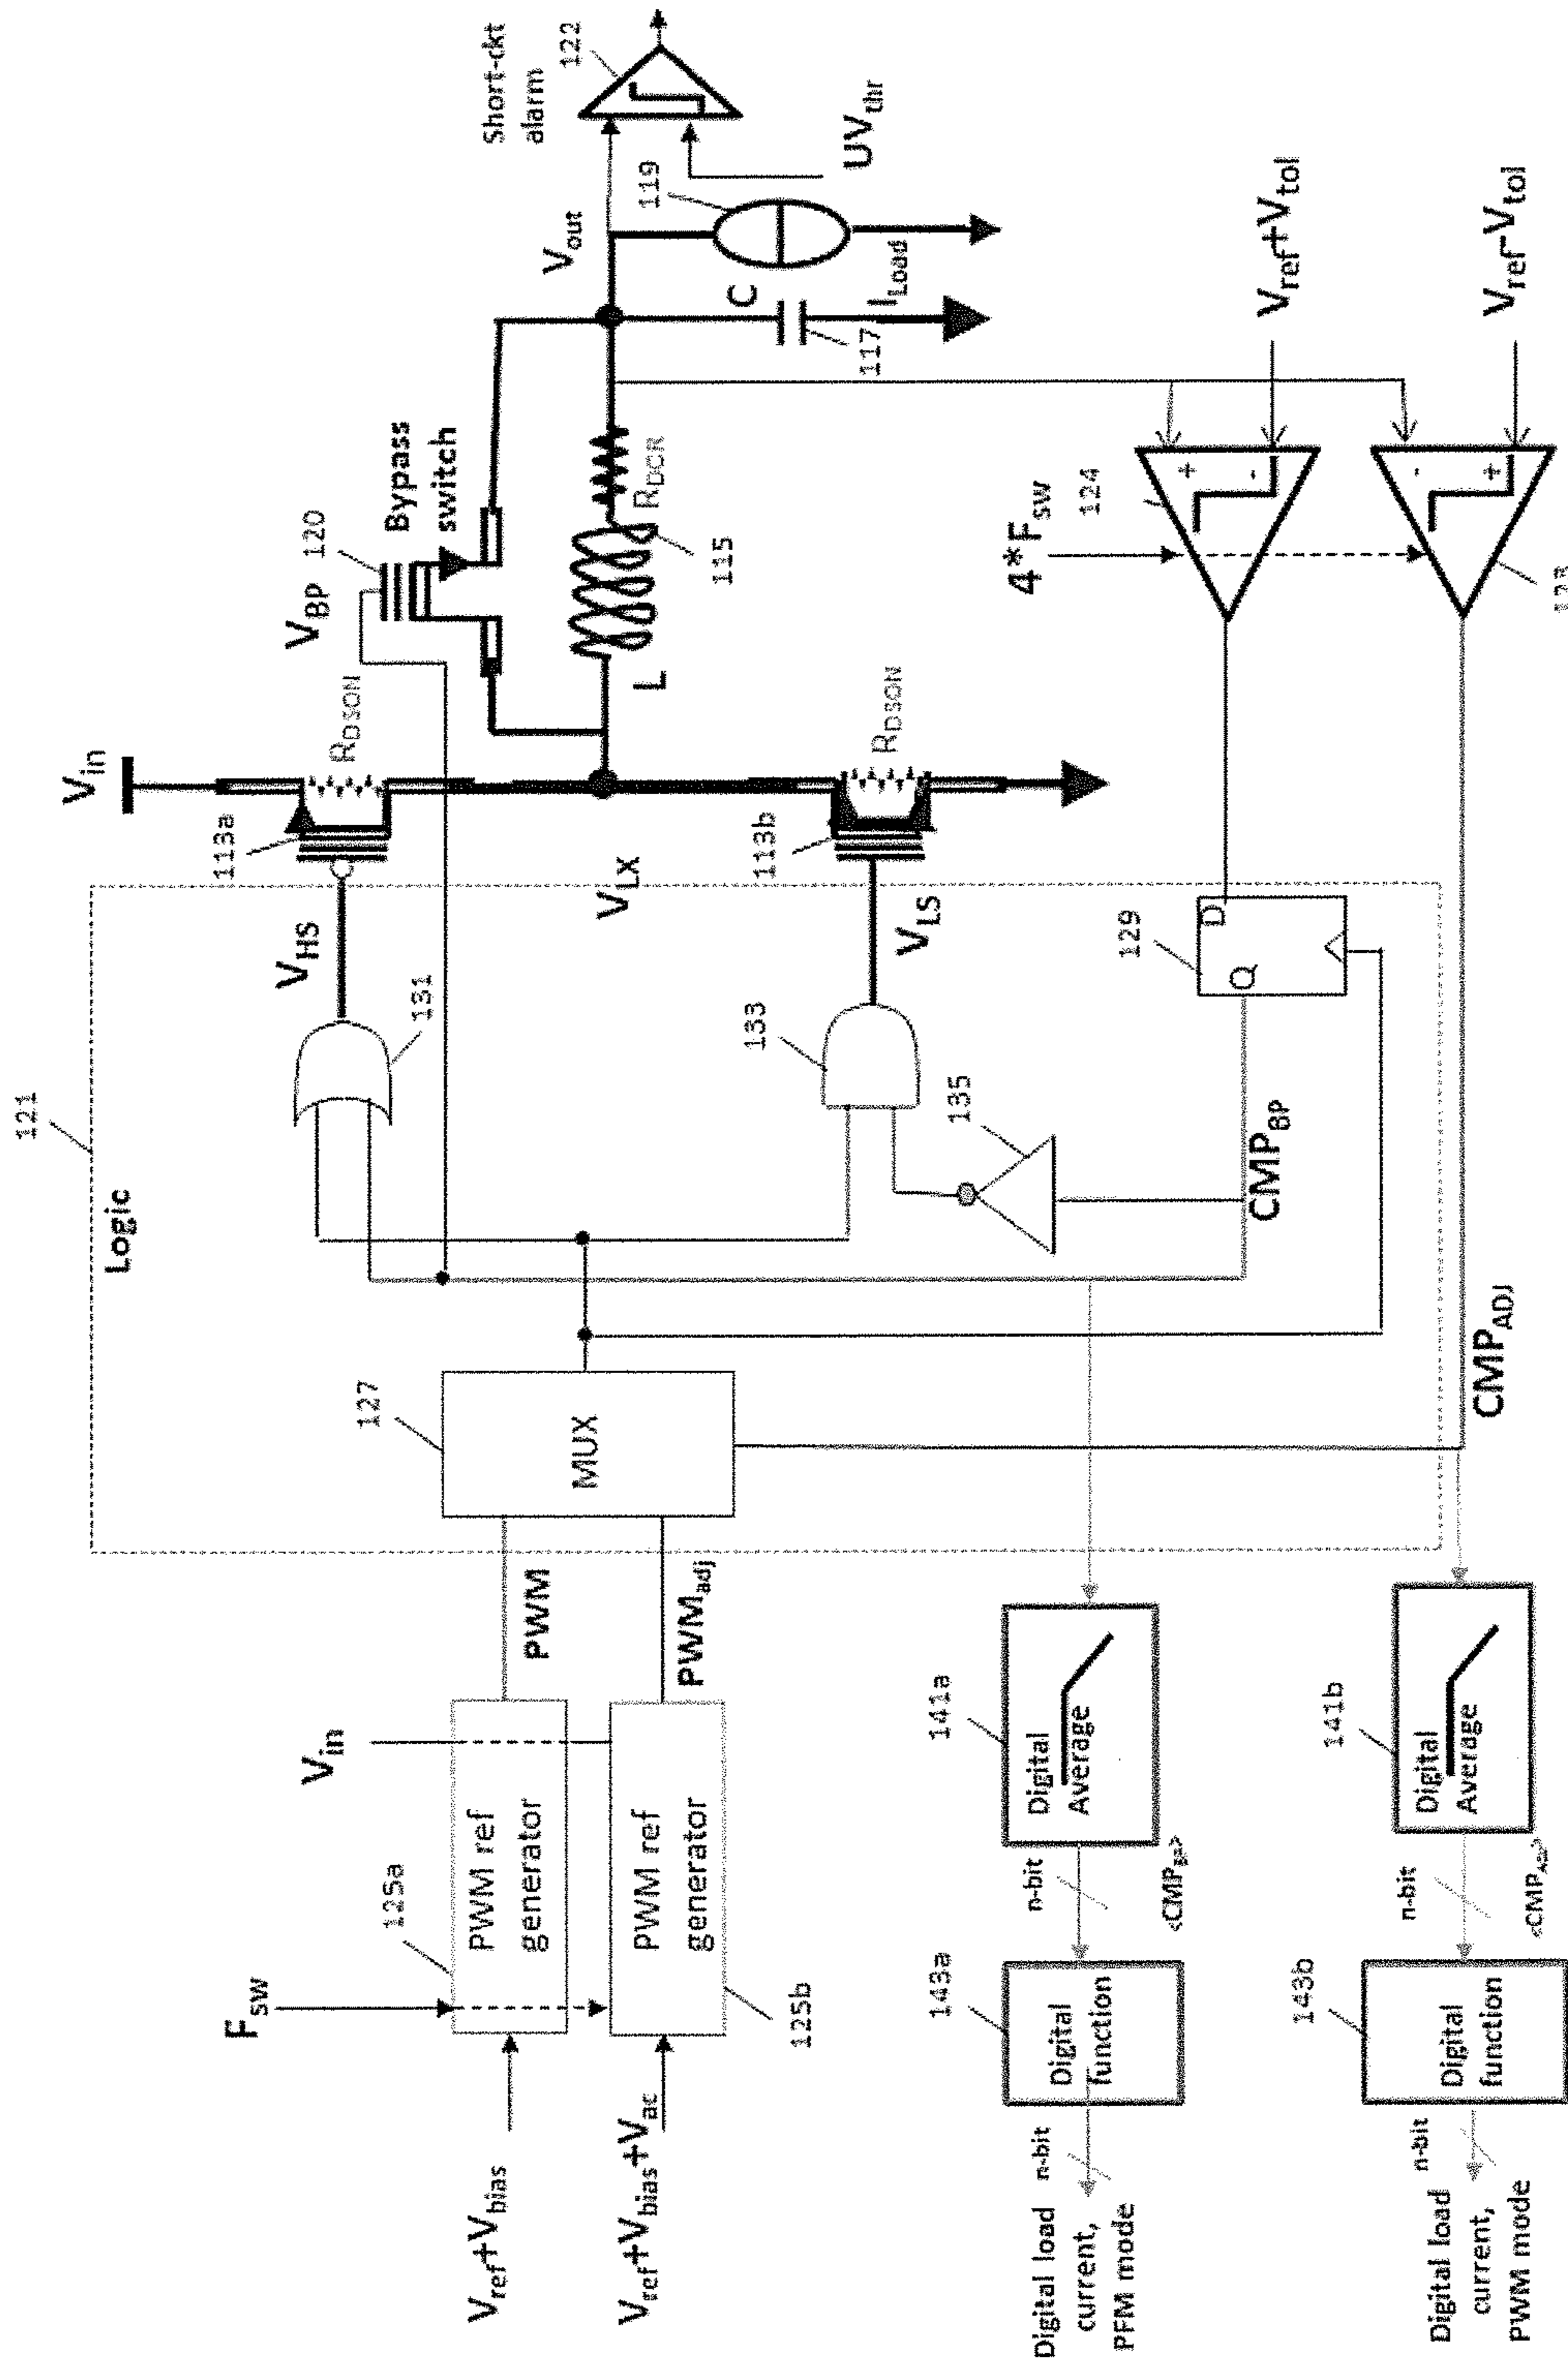 121
Logic
V_in
113a
R_DSON
V_HS
131
V_BP
120
Bypass
switch
Short-ckt
alarm
122
V_out
119
UV_thr
L
115
R_DCR
C
117
I_Load
V_LX
113b
R_DSON
V_LS
133
135
129
D
Q
CMP_BP
4*F_sw
124
+
-
V_ref+V_tol
-
+
V_ref-V_tol
CMP_ADJ
127
MUX
PWM
PWM_adj
V_in
F_sw
125a
PWM ref
generator
PWM ref
generator
125b
V_ref+V_bias
V_ref+V_bias+V_ac
141a
Digital
Average
n-bit
<CMP_BP>
143a
Digital
function
n-bit
Digital load
current,
PFM mode
141b
Digital
Average
n-bit
<CMP_ADJ>
143b
Digital
function
n-bit
Digital load
current,
PWM mode